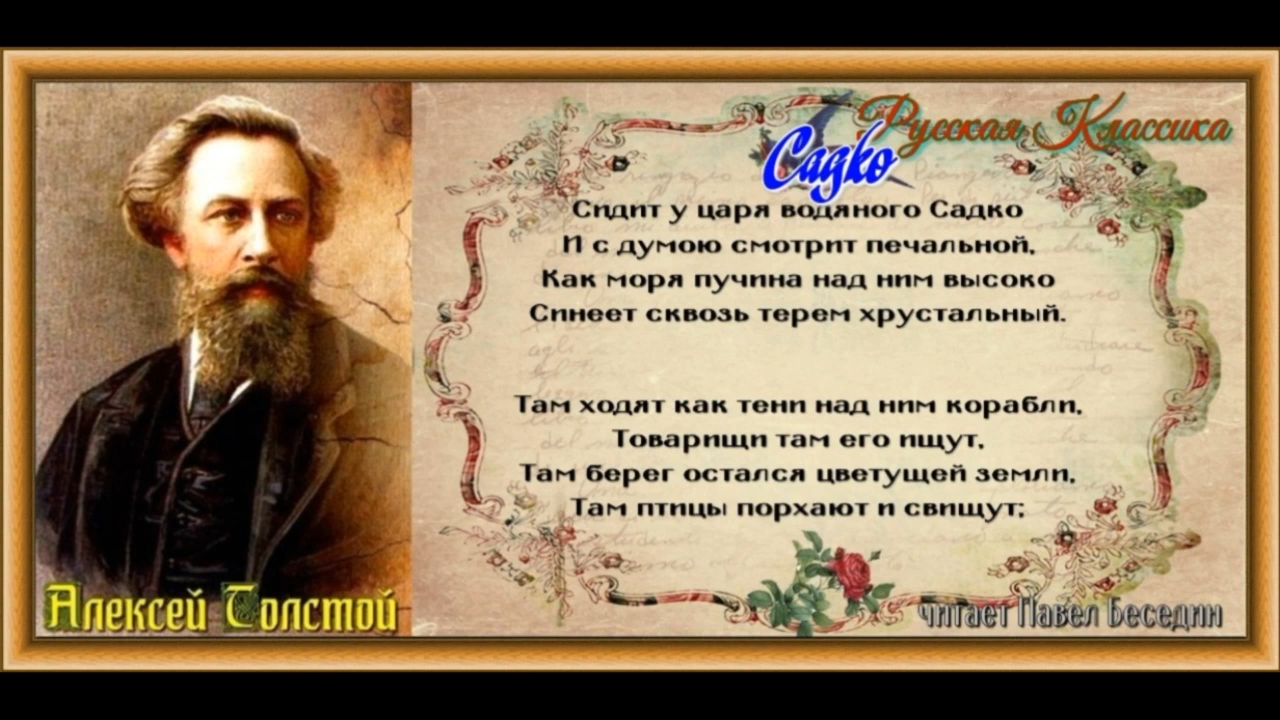 Русская Классика
Садко
Сидит у царя водяного Садко
И с думою смотрит печальной,
Как моря пучина над ним высоко
Синеет сквозь терем хрустальный.
Там ходят как тени над ним корабли,
Товарищи там его ищут,
Там берег остался цветущей земли,
Там птицы порхают и свищут;
Алексей Толстой
читает Павел Беседин